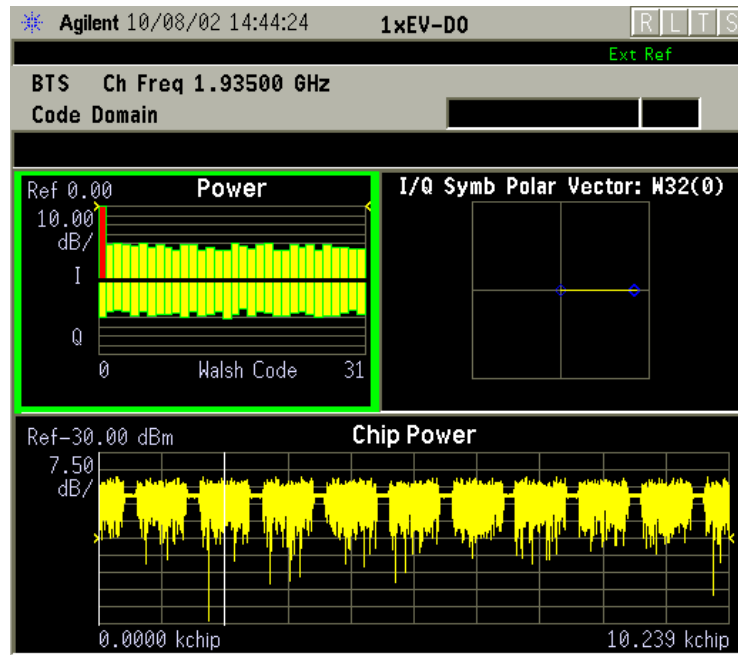 Agilent 10/08/02 14:44:24 1xEV-DO R L T S
Ext Ref
BTS Ch Freq 1.93500 GHz
Code Domain
Ref 0.00 Power
10.00
dB/
I
Q
0 Walsh Code 31
I/Q Symb Polar Vector: W32(0)
Ref-30.00 dBm Chip Power
7.50
dB/
0.0000 kchip 10.239 kchip